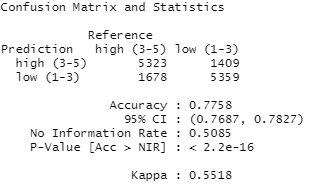 Confusion Matrix and Statistics
Reference
Prediction high (3-5) low (1-3)
high (3-5) 5323 1409
low (1-3) 1678 5359
Accuracy : 0.7758
95% CI : (0.7687, 0.7827)
No Information Rate : 0.5085
P-Value [Acc > NIR] : < 2.2e-16
Kappa : 0.5518